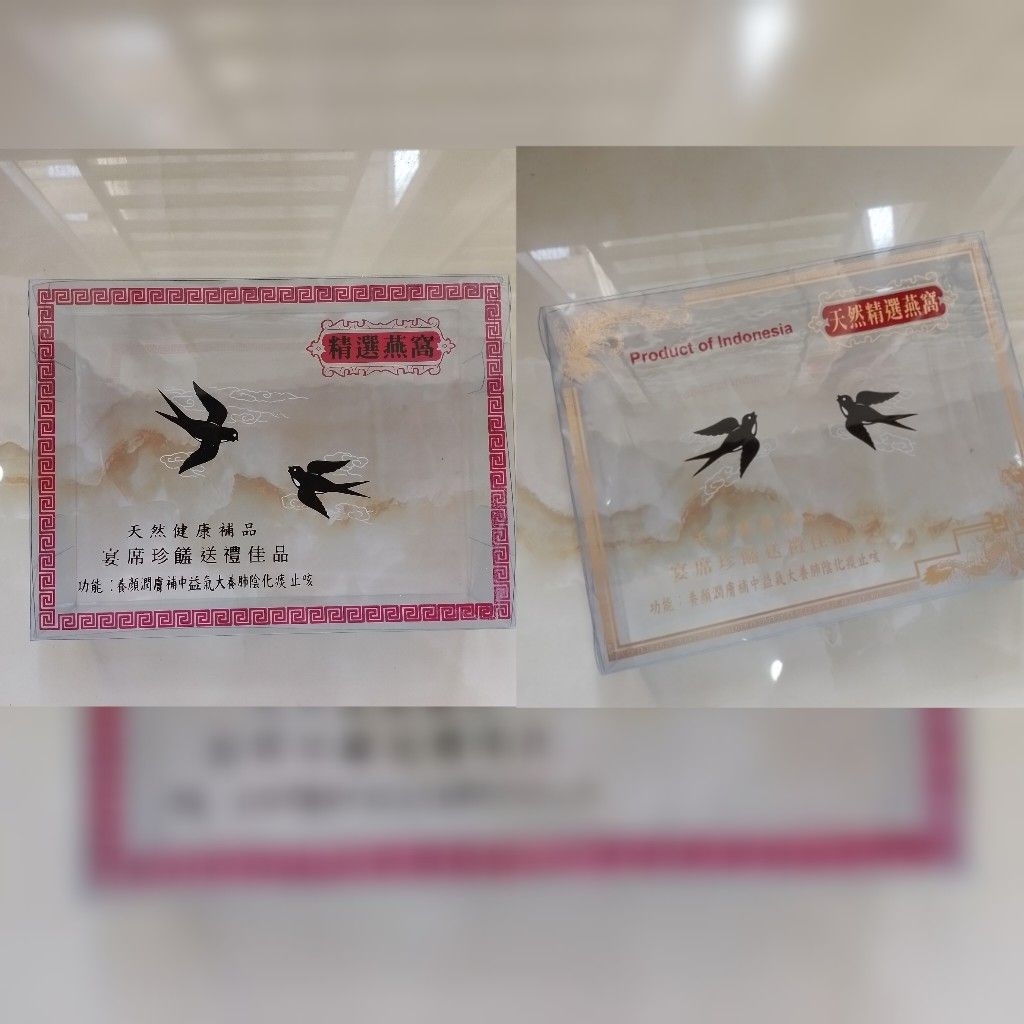 精選燕窩
天然健康補品
宴席珍饈送禮佳品
功能：養顏潤膚補中益氣大養肺陰化痰止咳
天然精選燕窩
Product of Indonesia
宴席珍饈送禮佳品
功能：養顏潤膚補中益氣大養肺陰化痰止咳